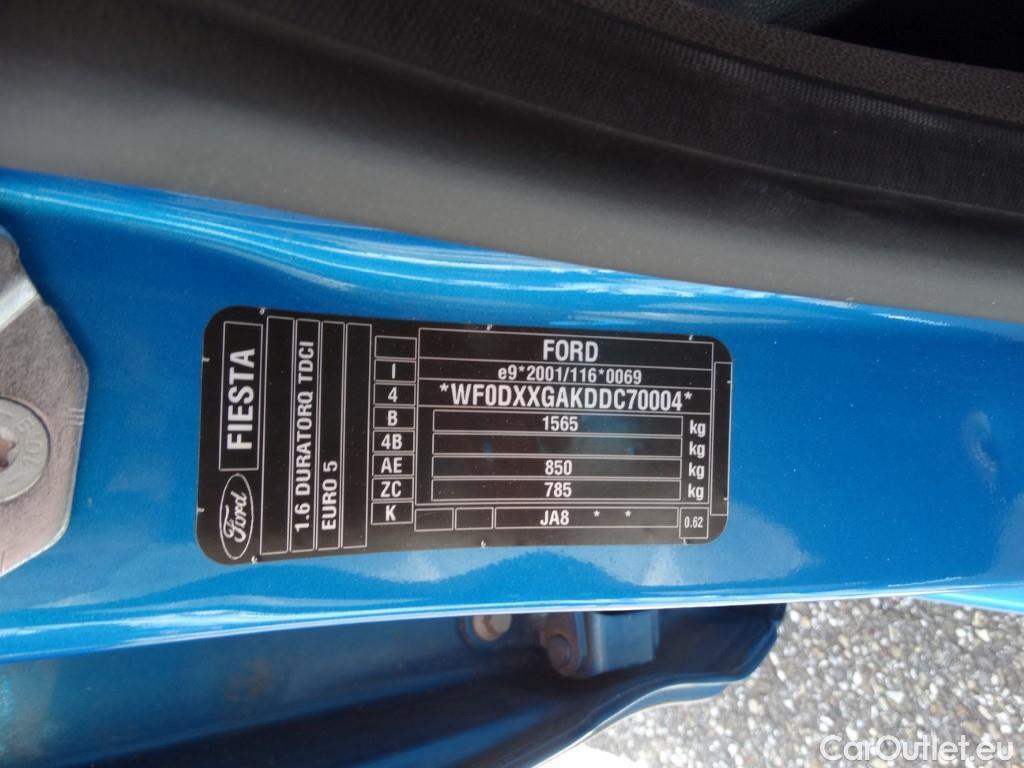 FORD
I e9*2001/116*0069
4 *WF0DXXGAKDDC70004*
B 1565 kg
4B kg
AE 850 kg
ZC 785 kg
K JA8 * * 0.62
Ford FIESTA
1.6 DURATORQ TDCI
EURO 5
CarOutlet.eu